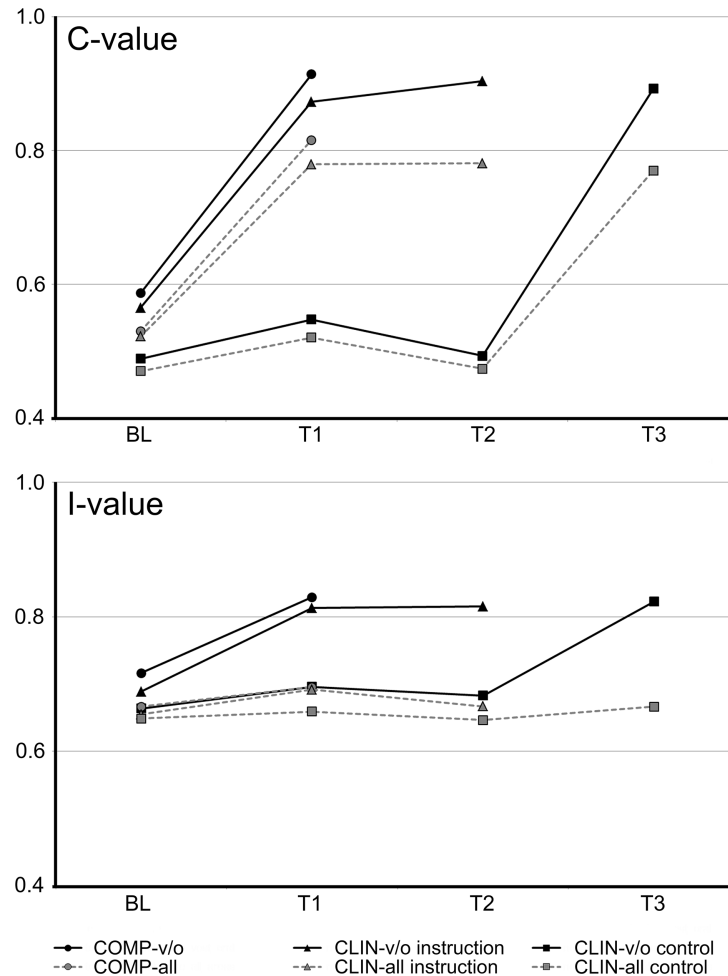 1.0
C-value
0.8
0.6
0.4
BL T1 T2 T3
1.0
I-value
0.8
0.6
0.4
BL T1 T2 T3
COMP-v/o CLIN-v/o instruction CLIN-v/o control
COMP-all CLIN-all instruction CLIN-all control